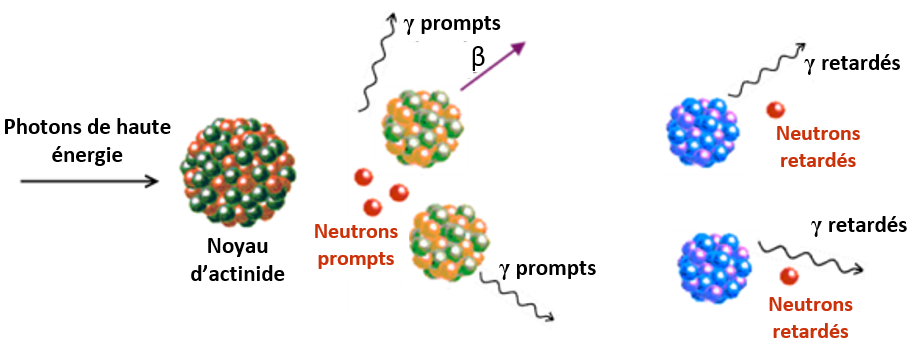 Photons de haute
énergie
Noyau
d’actinide
γ prompts
β
Neutrons
prompts
γ prompts
γ retardés
Neutrons
retardés
γ retardés
Neutrons
retardés